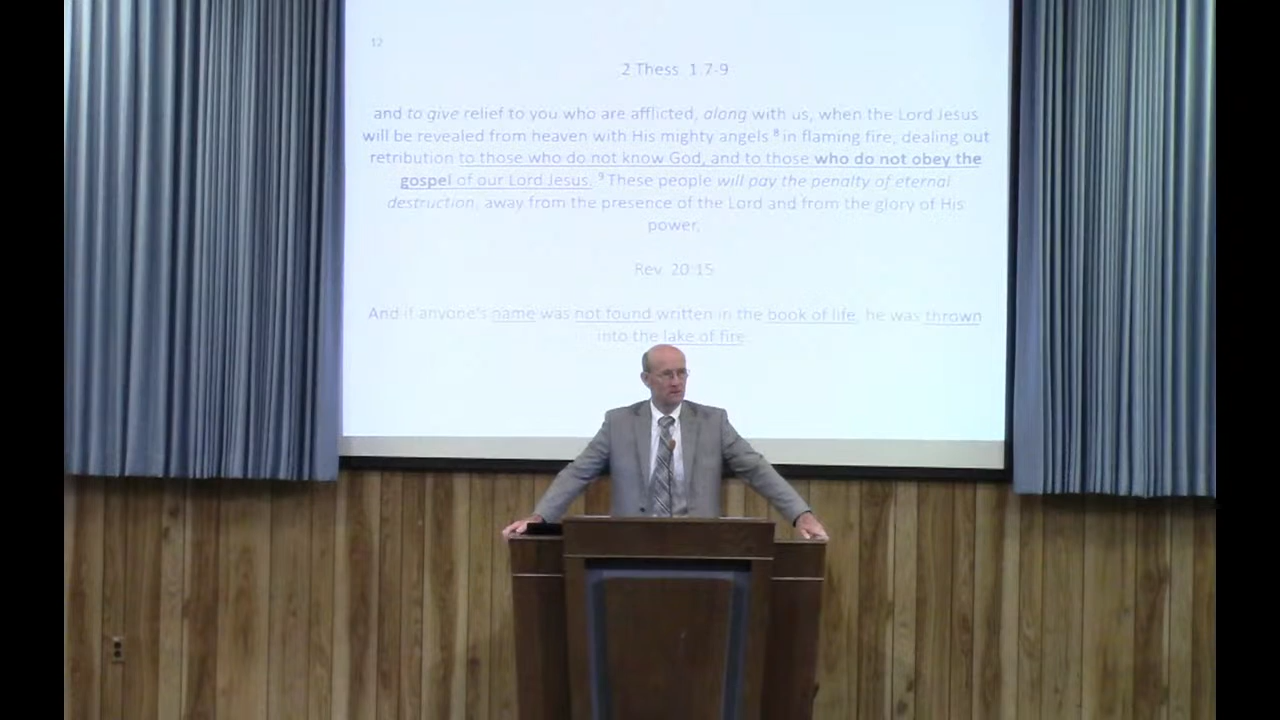 12
2 Thess 1.7-9
and to give relief to you who are afflicted, along with us, when the Lord Jesus
will be revealed from heaven with His mighty angels 8 in flaming fire, dealing out
retribution to those who do not know God, and to those who do not obey the
gospel of our Lord Jesus. 9 These people will pay the penalty of eternal
destruction, away from the presence of the Lord and from the glory of His
power,
Rev. 20:15
And if anyone's name was not found written in the book of life, he was thrown
into the lake of fire.